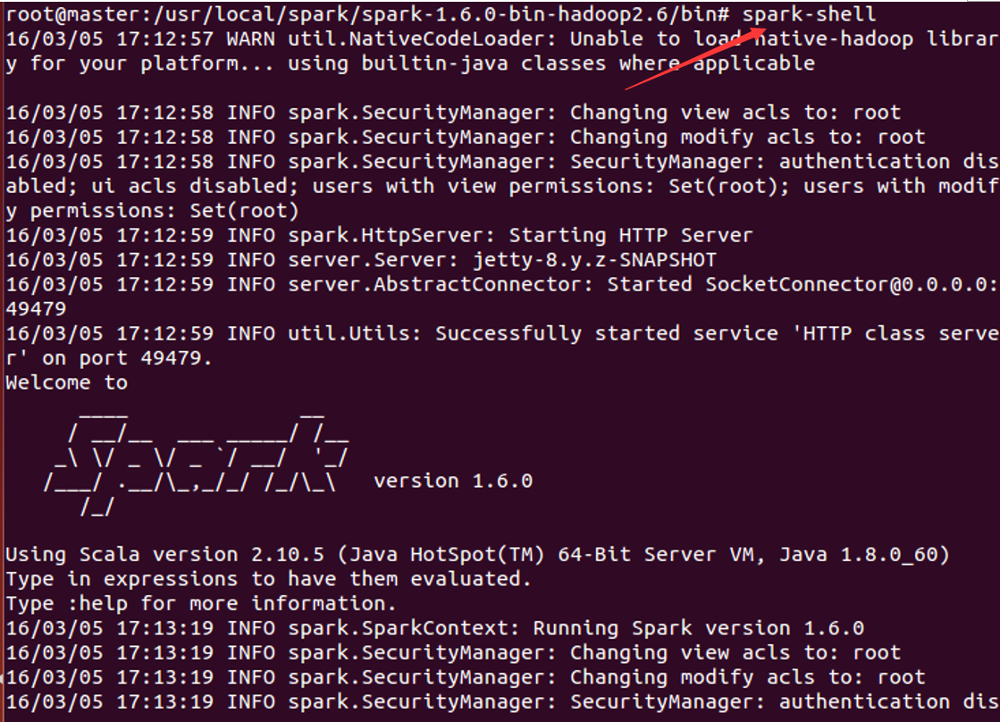 root@master:/usr/local/spark/spark-1.6.0-bin-hadoop2.6/bin# spark-shell
16/03/05 17:12:57 WARN util.NativeCodeLoader: Unable to load native-hadoop librar
y for your platform... using builtin-java classes where applicable
16/03/05 17:12:58 INFO spark.SecurityManager: Changing view acls to: root
16/03/05 17:12:58 INFO spark.SecurityManager: Changing modify acls to: root
16/03/05 17:12:58 INFO spark.SecurityManager: SecurityManager: authentication dis
abled; ui acls disabled; users with view permissions: Set(root); users with modif
y permissions: Set(root)
16/03/05 17:12:59 INFO spark.HttpServer: Starting HTTP Server
16/03/05 17:12:59 INFO server.Server: jetty-8.y.z-SNAPSHOT
16/03/05 17:12:59 INFO server.AbstractConnector: Started SocketConnector@0.0.0.0:
49479
16/03/05 17:12:59 INFO util.Utils: Successfully started service 'HTTP class serve
r' on port 49479.
Welcome to
Spark version 1.6.0
Using Scala version 2.10.5 (Java HotSpot(TM) 64-Bit Server VM, Java 1.8.0_60)
Type in expressions to have them evaluated.
Type :help for more information.
16/03/05 17:13:19 INFO spark.SparkContext: Running Spark version 1.6.0
16/03/05 17:13:19 INFO spark.SecurityManager: Changing view acls to: root
16/03/05 17:13:19 INFO spark.SecurityManager: Changing modify acls to: root
16/03/05 17:13:19 INFO spark.SecurityManager: SecurityManager: authentication dis